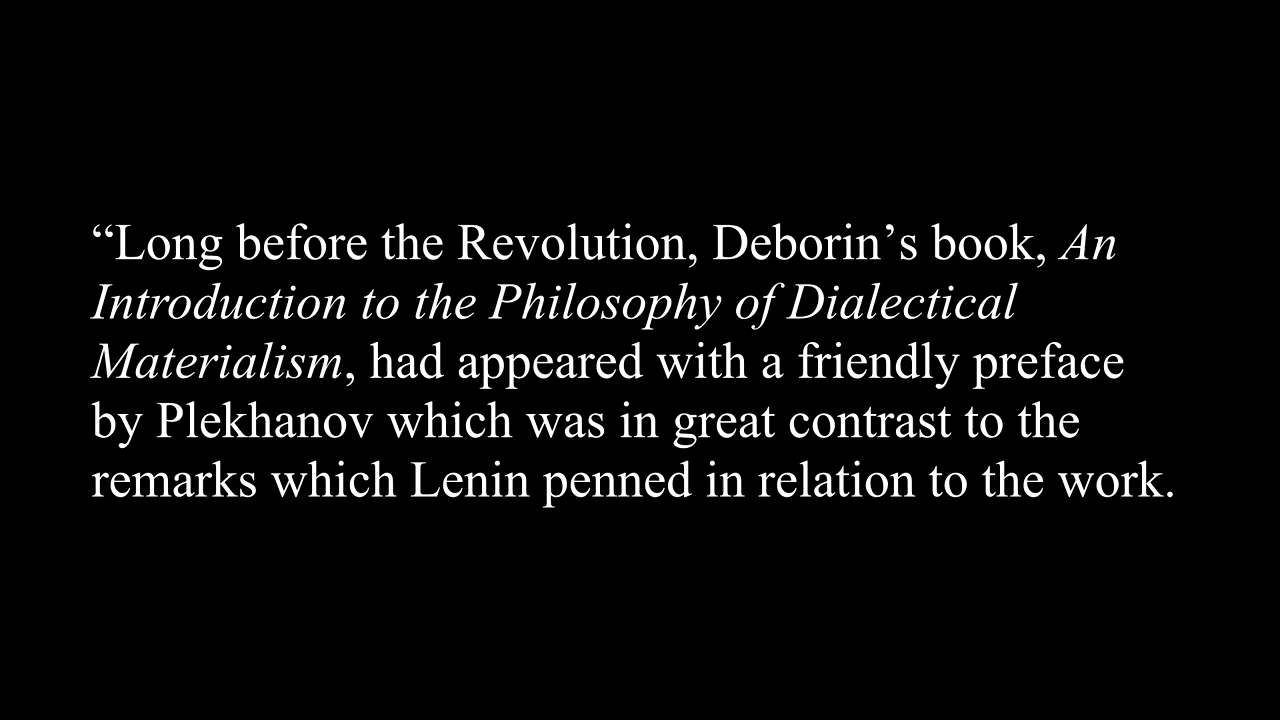 “Long before the Revolution, Deborin’s book, An
Introduction to the Philosophy of Dialectical
Materialism, had appeared with a friendly preface
by Plekhanov which was in great contrast to the
remarks which Lenin penned in relation to the work.